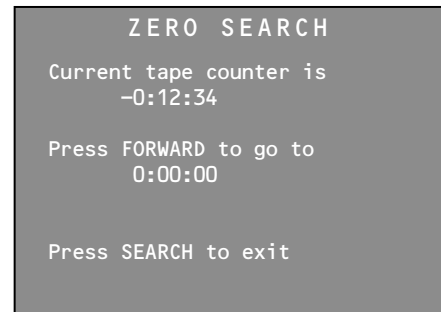 ZERO SEARCH
Current tape counter is
–0:12:34
Press FORWARD to go to
0:00:00
Press SEARCH to exit